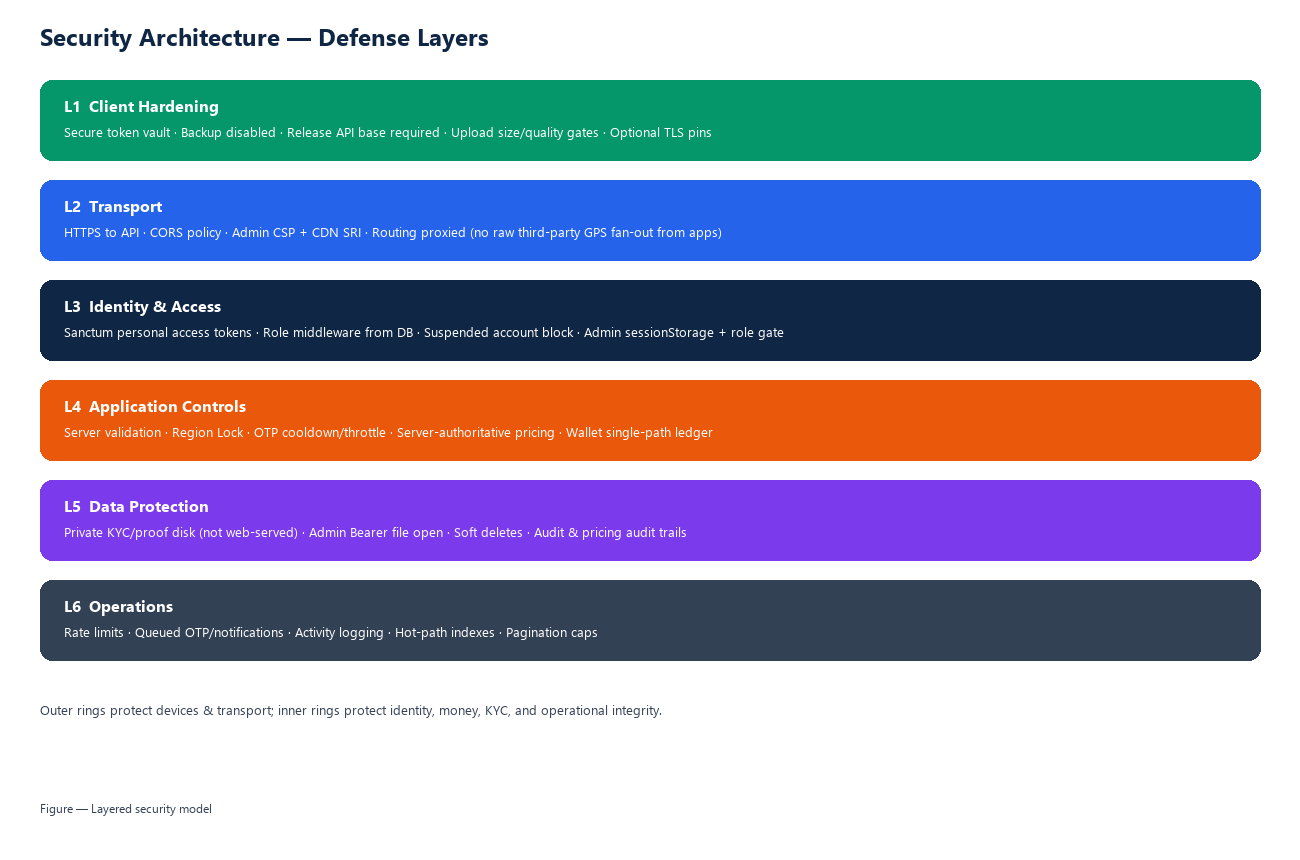 Security Architecture — Defense Layers
L1 Client Hardening
Secure token vault · Backup disabled · Release API base required · Upload size/quality gates · Optional TLS pins
L2 Transport
HTTPS to API · CORS policy · Admin CSP + CDN SRI · Routing proxied (no raw third-party GPS fan-out from apps)
L3 Identity & Access
Sanctum personal access tokens · Role middleware from DB · Suspended account block · Admin sessionStorage + role gate
L4 Application Controls
Server validation · Region Lock · OTP cooldown/throttle · Server-authoritative pricing · Wallet single-path ledger
L5 Data Protection
Private KYC/proof disk (not web-served) · Admin Bearer file open · Soft deletes · Audit & pricing audit trails
L6 Operations
Rate limits · Queued OTP/notifications · Activity logging · Hot-path indexes · Pagination caps
Outer rings protect devices & transport; inner rings protect identity, money, KYC, and operational integrity.
Figure — Layered security model